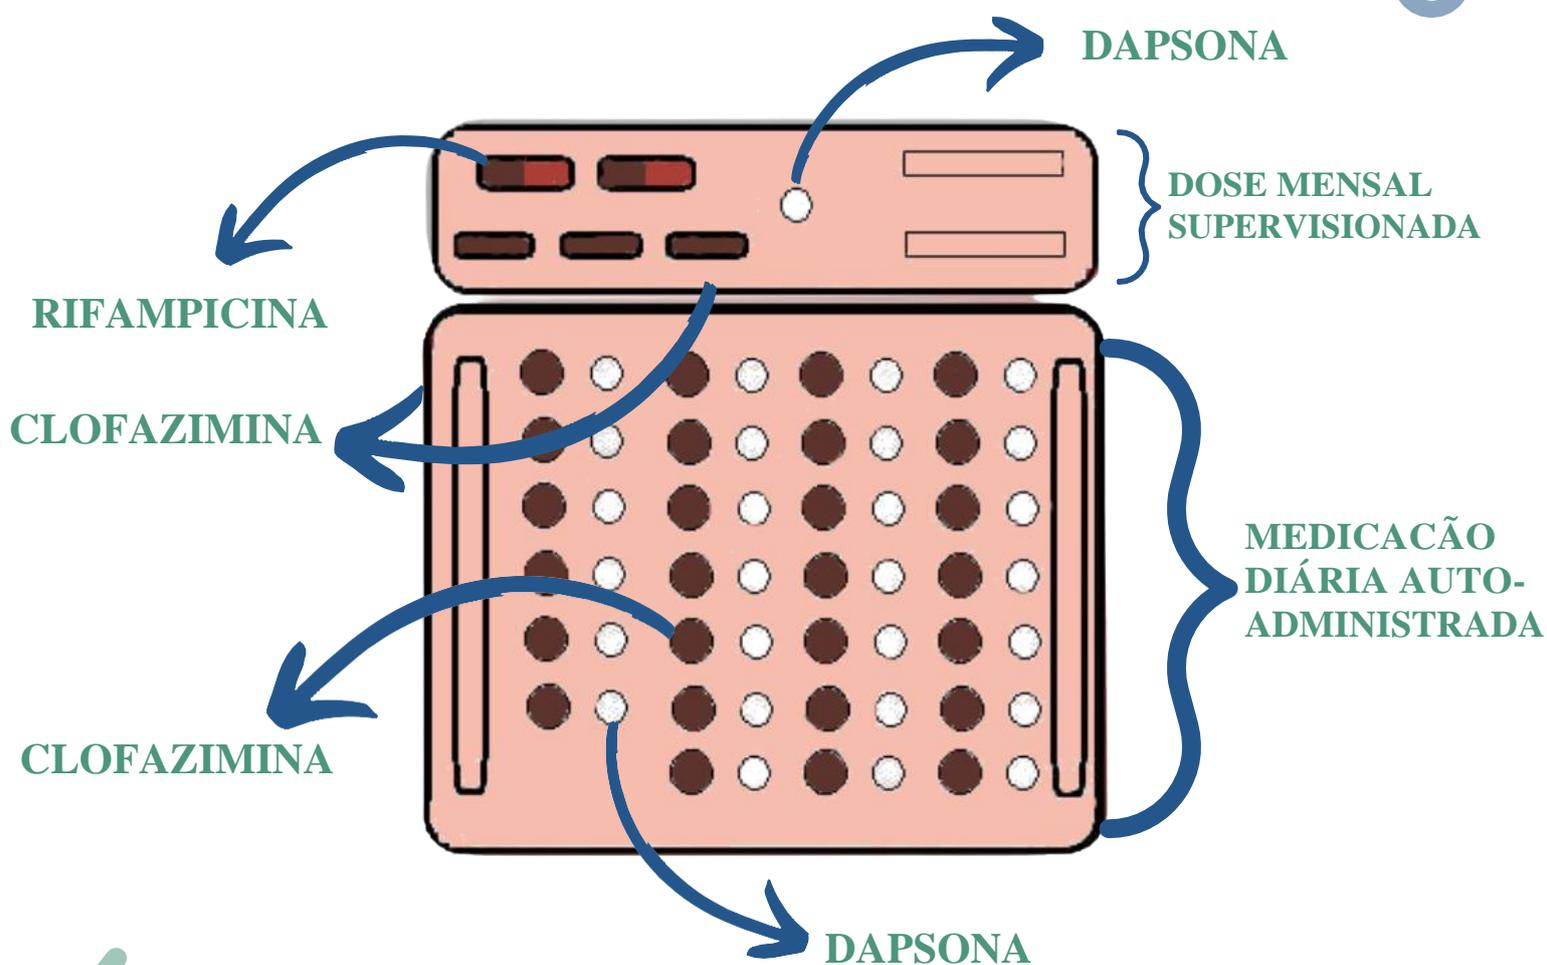 DAPSONA
DOSE MENSAL
SUPERVISIONADA
RIFAMPICINA
CLOFAZIMINA
MEDICACÃO
DIÁRIA AUTO-
ADMINISTRADA
CLOFAZIMINA
DAPSONA